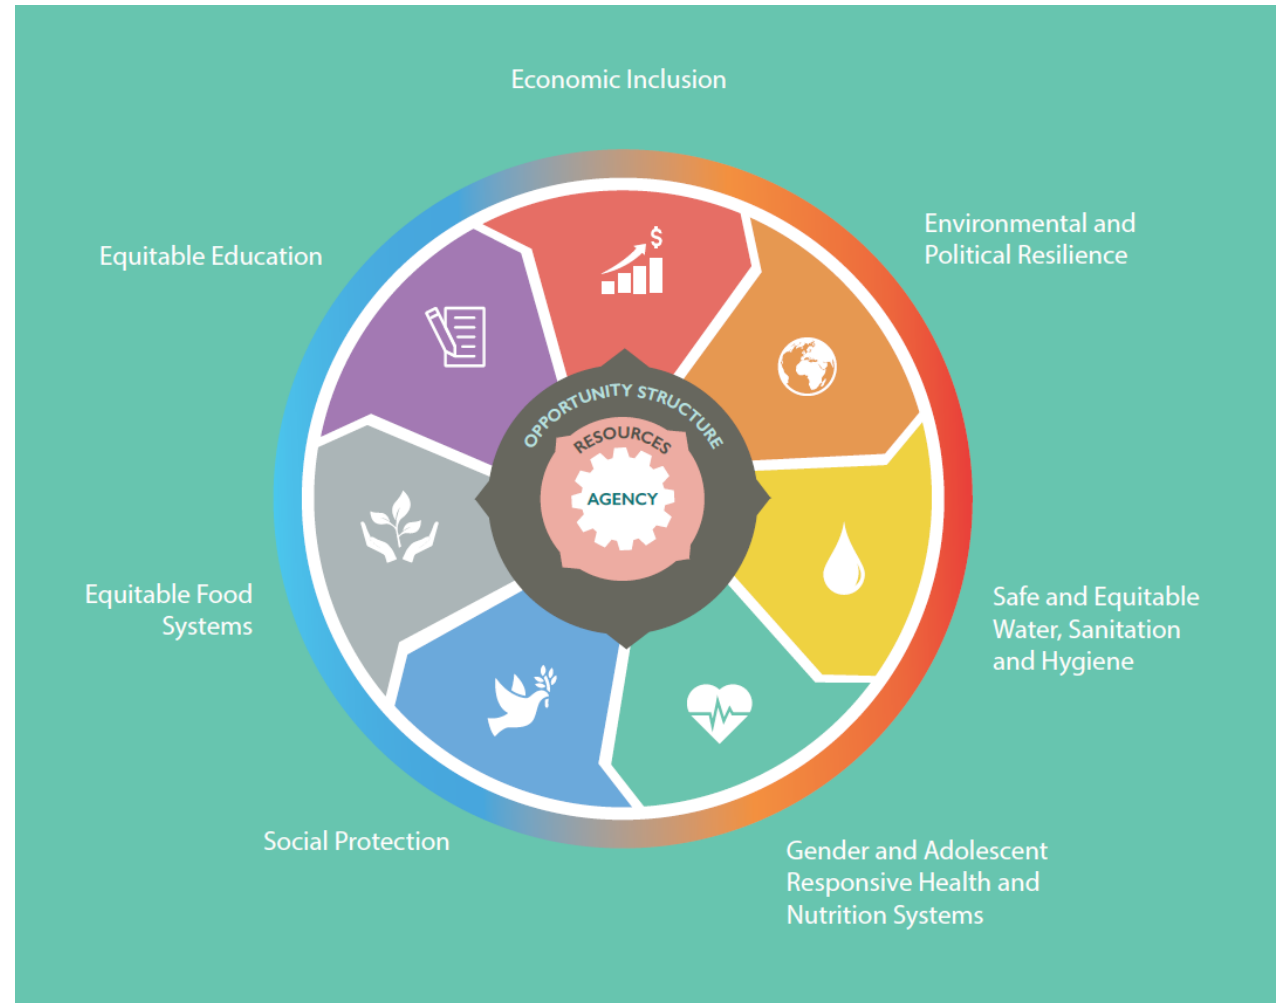 Economic Inclusion
Environmental and
Political Resilience
Equitable Education
$
OPPORTUNITY STRUCTURE
RESOURCES
AGENCY
Equitable Food
Systems
Safe and Equitable
Water, Sanitation
and Hygiene
Social Protection
Gender and Adolescent
Responsive Health and
Nutrition Systems